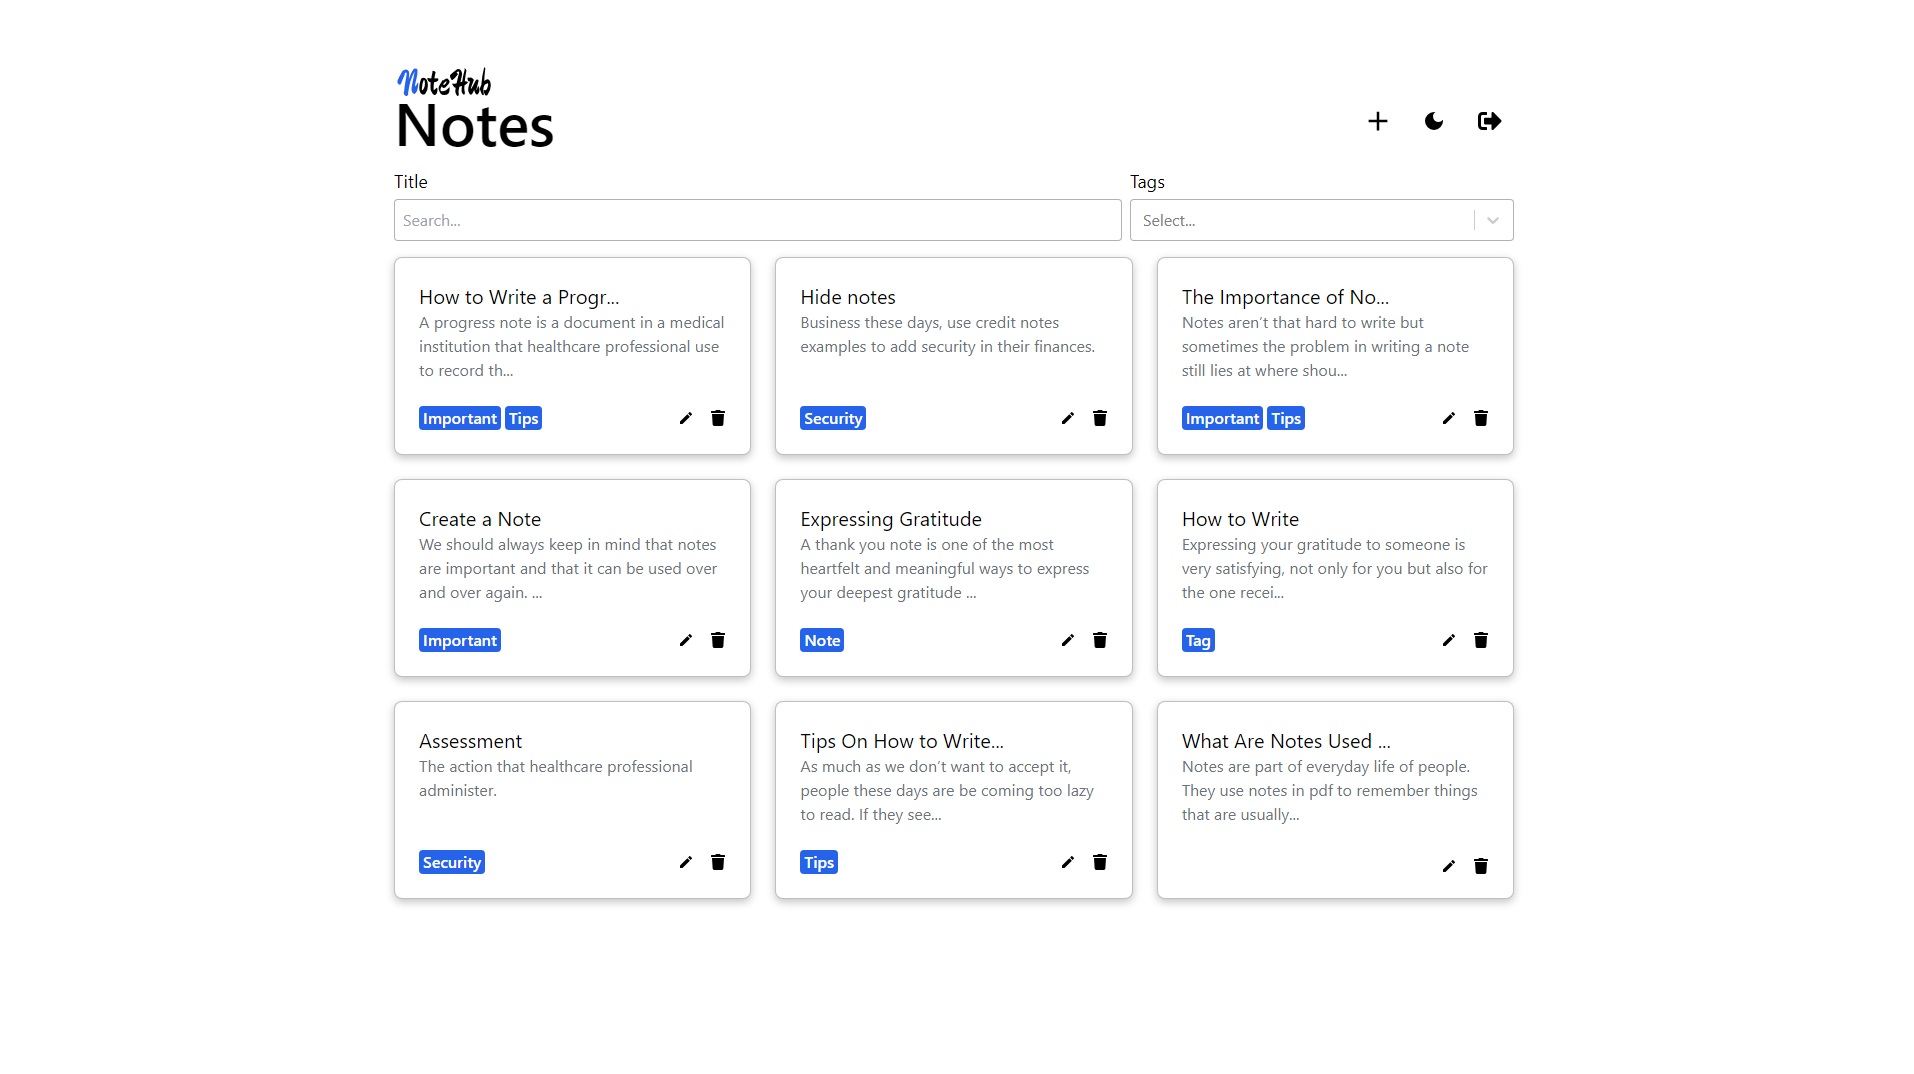 NoteHub
Notes
Title
Tags
Search...
Select...
How to Write a Progr...
A progress note is a document in a medical
institution that healthcare professional use
to record th...
Important Tips
Hide notes
Business these days, use credit notes
examples to add security in their finances.
Security
The Importance of No...
Notes aren't that hard to write but
sometimes the problem in writing a note
still lies at where shou...
Important Tips
Create a Note
We should always keep in mind that notes
are important and that it can be used over
and over again. ...
Important
Expressing Gratitude
A thank you note is one of the most
heartfelt and meaningful ways to express
your deepest gratitude ...
Note
How to Write
Expressing your gratitude to someone is
very satisfying, not only for you but also for
the one recei...
Tag
Assessment
The action that healthcare professional
administer.
Security
Tips On How to Write...
As much as we don't want to accept it,
people these days are be coming too lazy
to read. If they see...
Tips
What Are Notes Used ...
Notes are part of everyday life of people.
They use notes in pdf to remember things
that are usually...